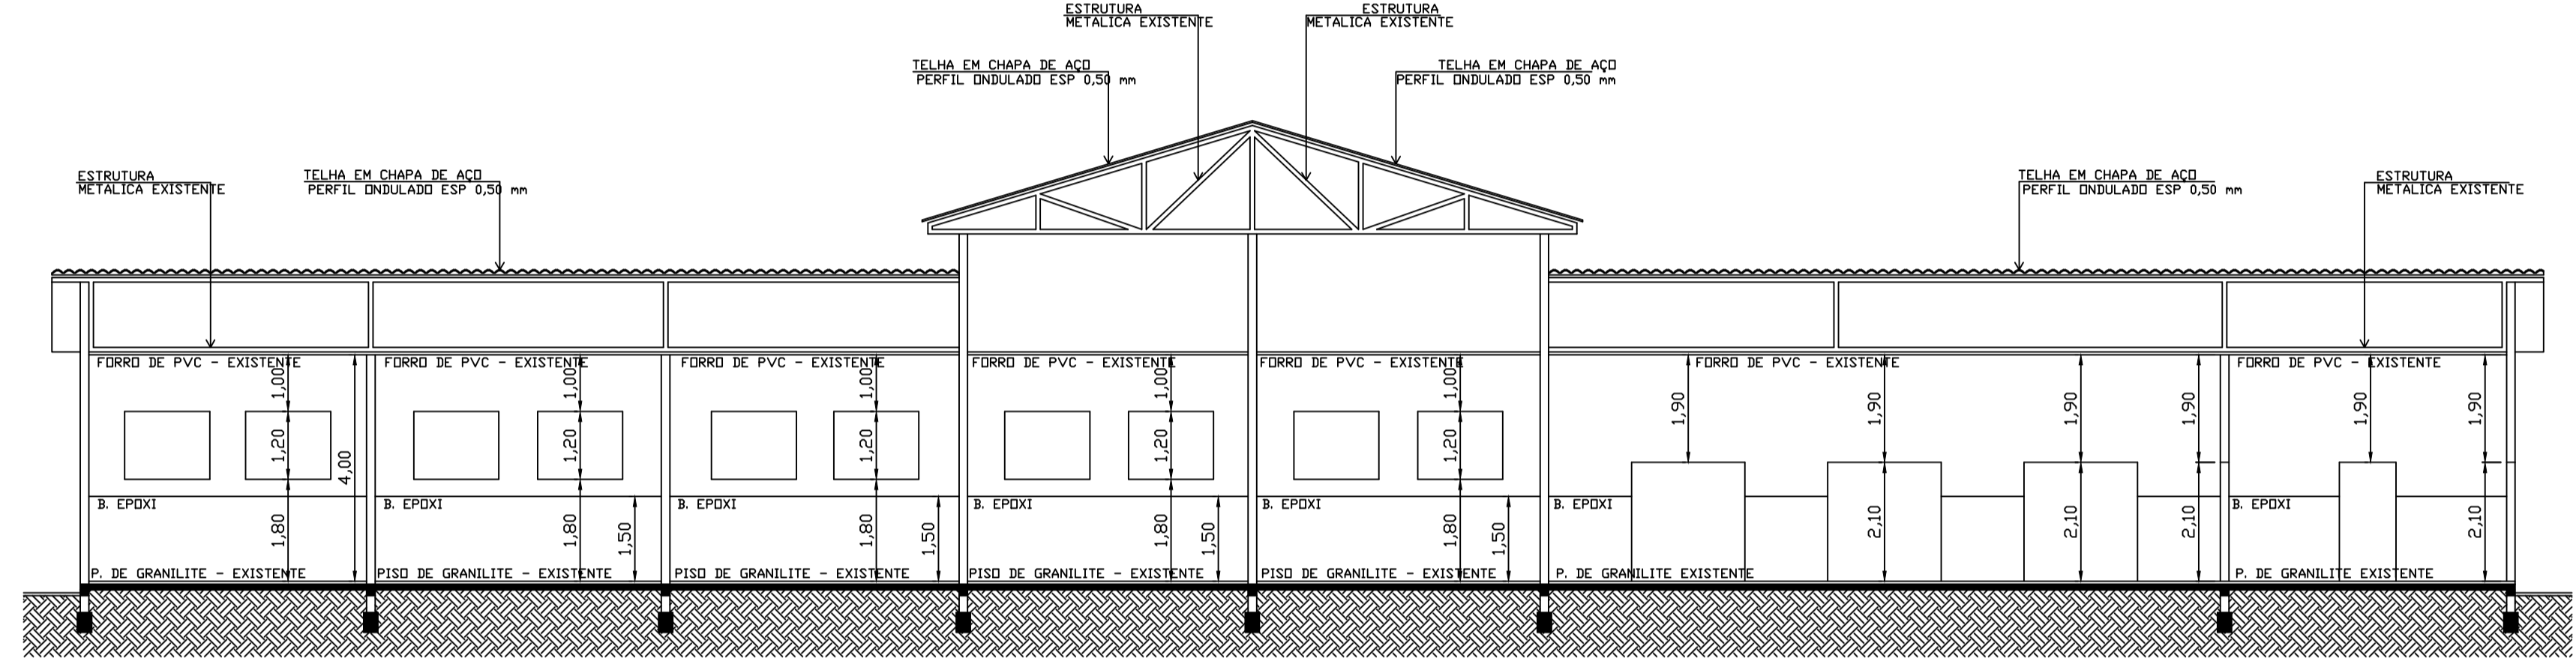 ESTRUTURA
METALICA EXISTENTE
ESTRUTURA
METALICA EXISTENTE
TELHA EM CHAPA DE AÇO
PERFIL ONDULADO ESP 0,50 mm
TELHA EM CHAPA DE AÇO
PERFIL ONDULADO ESP 0,50 mm
ESTRUTURA
METALICA EXISTENTE
TELHA EM CHAPA DE AÇO
PERFIL ONDULADO ESP 0,50 mm
TELHA EM CHAPA DE AÇO
PERFIL ONDULADO ESP 0,50 mm
ESTRUTURA
METALICA EXISTENTE
FORRO DE PVC - EXISTENTE
FORRO DE PVC - EXISTENTE
FORRO DE PVC - EXISTENTE
FORRO DE PVC - EXISTENTE
FORRO DE PVC - EXISTENTE
FORRO DE PVC - EXISTENTE
FORRO DE PVC - EXISTENTE
1,00
1,00
1,00
1,00
1,00
1,90
1,90
1,90
1,90
1,90
1,90
1,20
4,00
1,20
1,20
1,20
1,20
B. EPOXI
B. EPOXI
B. EPOXI
B. EPOXI
B. EPOXI
B. EPOXI
B. EPOXI
1,80
1,80
1,50
1,80
1,50
1,80
1,50
1,80
1,50
2,10
2,10
2,10
2,10
P. DE GRANILITE - EXISTENTE
PISO DE GRANILITE - EXISTENTE
PISO DE GRANILITE - EXISTENTE
PISO DE GRANILITE - EXISTENTE
PISO DE GRANILITE - EXISTENTE
P. DE GRANILITE EXISTENTE
P. DE GRANILITE EXISTENTE